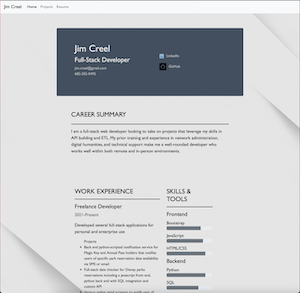 Jim Creel Home Projects Resume
Jim Creel
Full-Stack Developer
jim.creel@gmail.com
LinkedIn
GitHub
CAREER SUMMARY
I am a full-stack web developer looking to take on projects that leverage my skills in
API building and ETL. My prior training and experience in network administration,
digital humanities, and technical support make me a well-rounded developer who
works well within both remote and in-person environments.
WORK EXPERIENCE
Freelance Developer
2021-Present
Developed several full stack applications for
personal and enterprise use
Projects
Back end python-scripted notification service for
Magic Key and Annual Pass holders that notifies
users of specific park reservation date availability
via SMS or email
Full-stack data tracker for Disney parks
reservations including a javascript front end,
python back end with SQL integration and
custom API
SKILLS &
TOOLS
Frontend
Bootstrap
JavaScript
HTML/CSS
Backend
Python
SQL